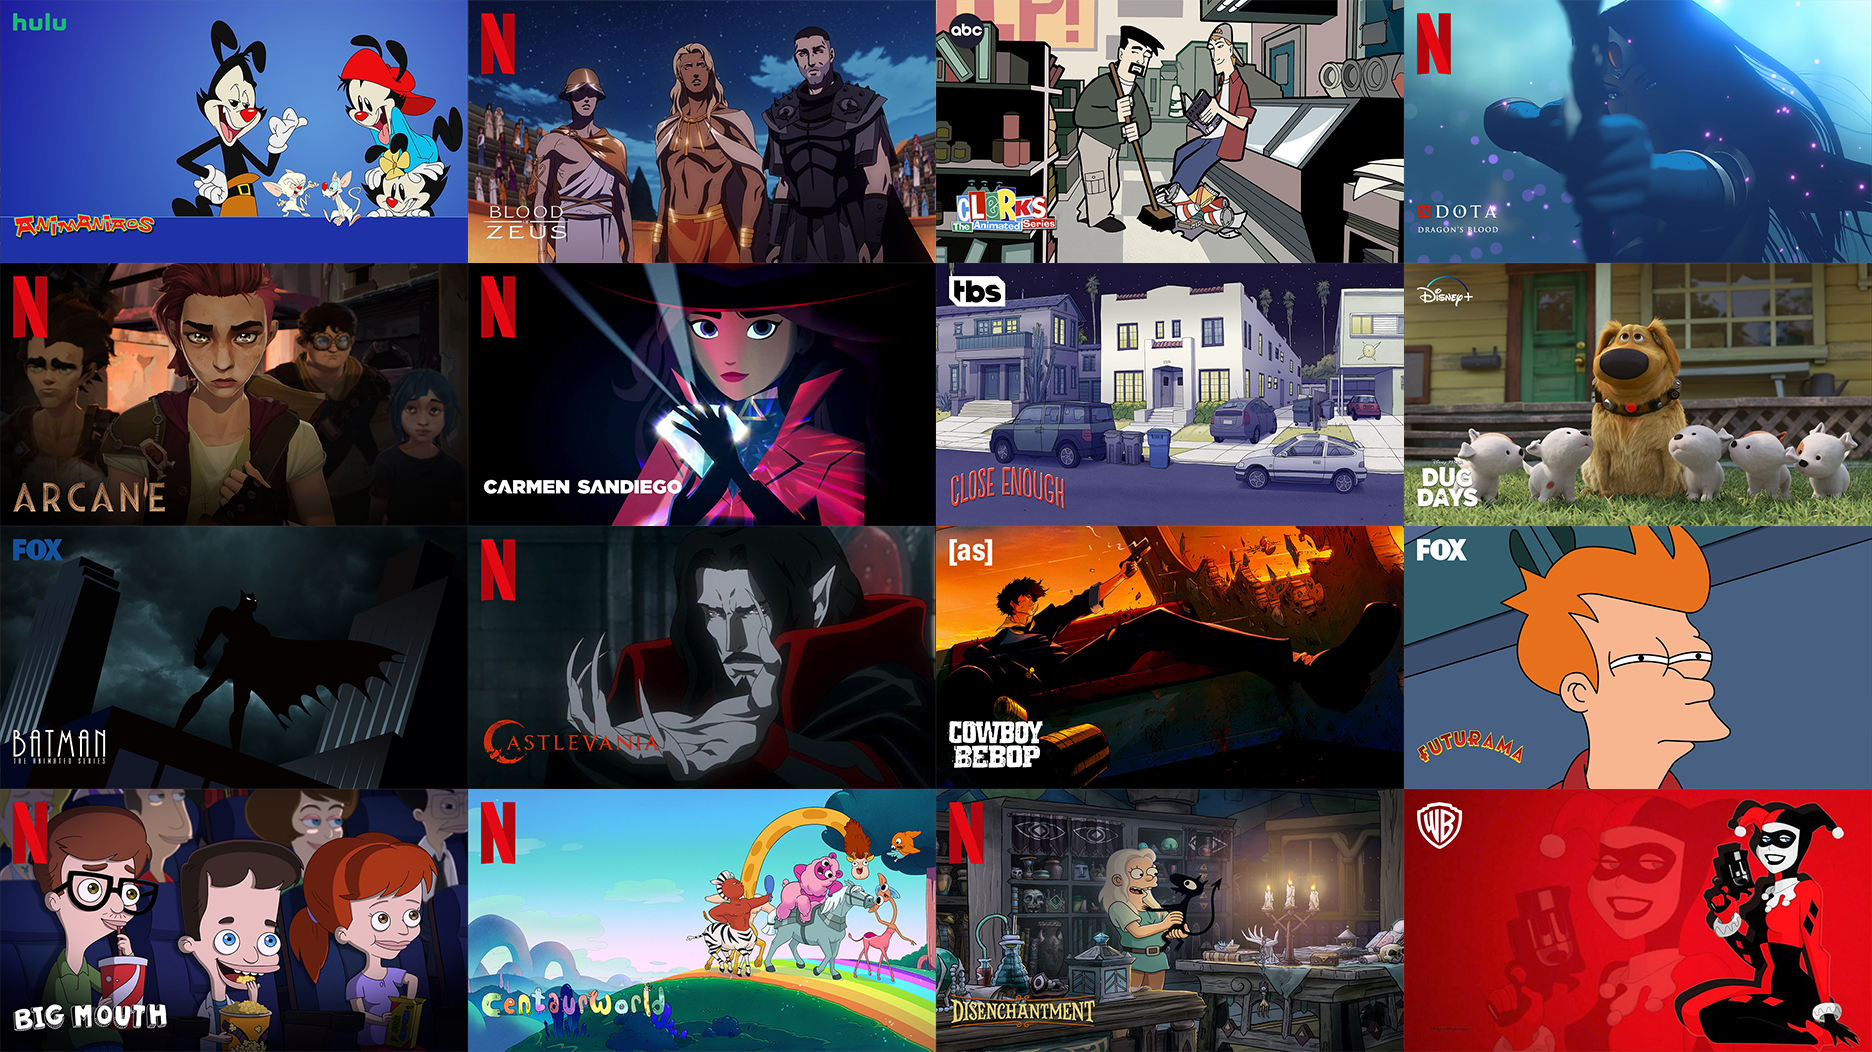 hulu
ANIMANIACS
N
BLOOD
OF
ZEUS
abc
CLERKS
The Animated Series
N
DOTA
DRAGON'S BLOOD
N
ARCANE
N
CARMEN SANDIEGO
tbs
CLOSE ENOUGH
Disney+
DUG
DAYS
FOX
BATMAN
THE ANIMATED SERIES
N
CASTLEVANIA
[as]
COWBOY
BEBOP
FOX
FUTURAMA
N
BIG MOUTH
N
Centaurworld
N
DISENCHANTMENT
WB